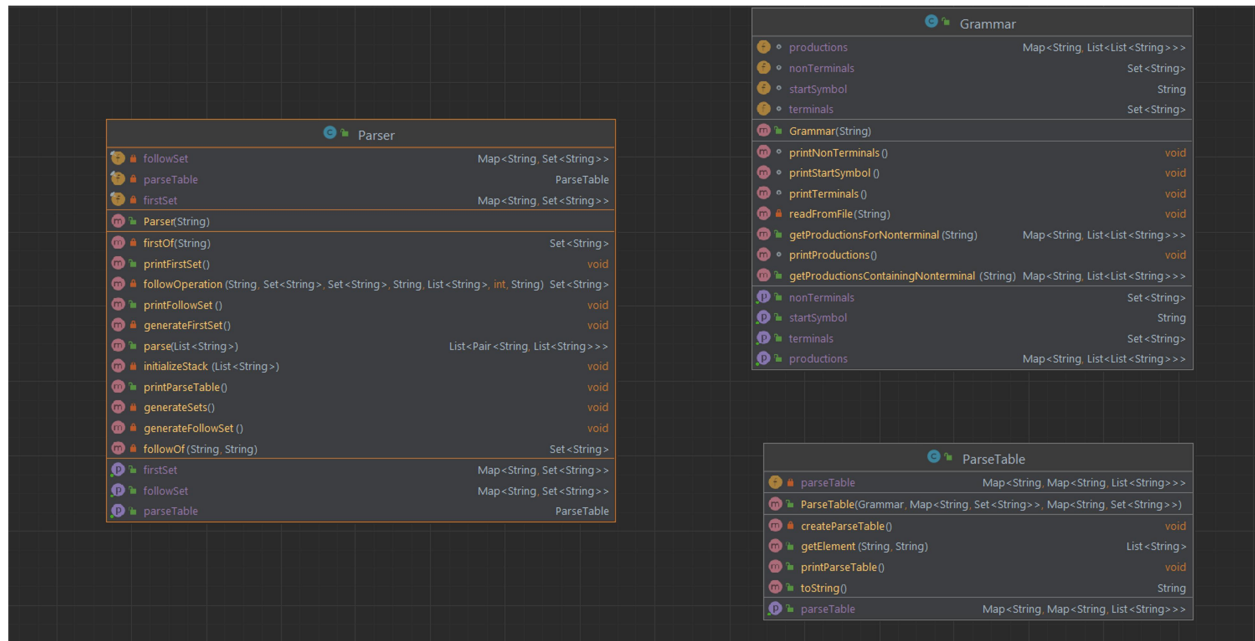 Parser
followSet Map<String, Set<String>>
parseTable ParseTable
firstSet Map<String, Set<String>>
Parser(String)
firstOf(String) Set<String>
printFirstSet() void
followOperation (String, Set<String>, Set<String>, String, List<String>, int, String) Set<String>
printFollowSet () void
generateFirstSet() void
parse(List<String>) List<Pair<String, List<String>>>
initializeStack (List<String>) void
printParseTable() void
generateSets() void
generateFollowSet () void
followOf (String, String) Set<String>
firstSet Map<String, Set<String>>
followSet Map<String, Set<String>>
parseTable ParseTable
Grammar
productions Map<String, List<List<String>>>
nonTerminals Set<String>
startSymbol String
terminals Set<String>
Grammar(String)
printNonTerminals () void
printStartSymbol () void
printTerminals () void
readFromFile(String) void
getProductionsForNonterminal (String) Map<String, List<List<String>>>
printProductions() void
getProductionsContainingNonterminal (String) Map<String, List<List<String>>>
nonTerminals Set<String>
startSymbol String
terminals Set<String>
productions Map<String, List<List<String>>>
ParseTable
parseTable Map<String, Map<String, List<String>>>
ParseTable(Grammar, Map<String, Set<String>>, Map<String, Set<String>>)
createParseTable() void
getElement (String, String) List<String>
printParseTable() void
toString() String
parseTable Map<String, Map<String, List<String>>>